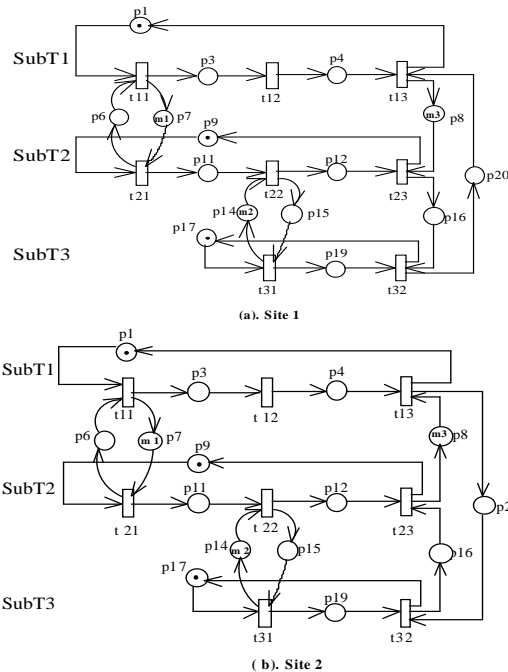 p1
SubT1
p3
p4
t11
t12
t13
p6
m1
p7
m3
p8
SubT2
p9
p11
p12
p20
t21
t22
t23
p14
m2
p15
p16
p17
SubT3
p19
t31
t32
(a). Site 1
p1
SubT1
p3
p4
t11
t 12
t13
p6
m 1
p7
m3
p8
p9
SubT2
p11
p12
p2
t 21
t 22
t23
p14
m 2
p15
p16
p17
SubT3
p19
t31
t32
( b). Site 2